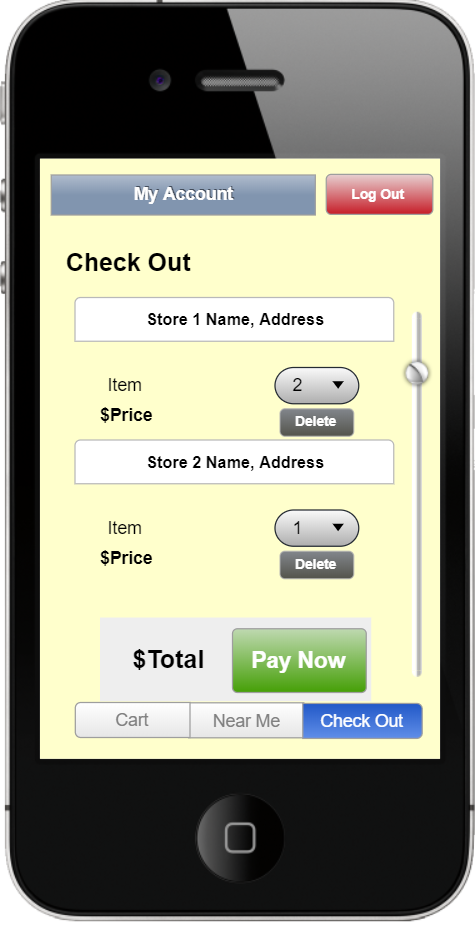 My Account
Log Out
Check Out
Store 1 Name, Address
Item
2
$Price
Delete
Store 2 Name, Address
Item
1
$Price
Delete
$Total
Pay Now
Cart
Near Me
Check Out